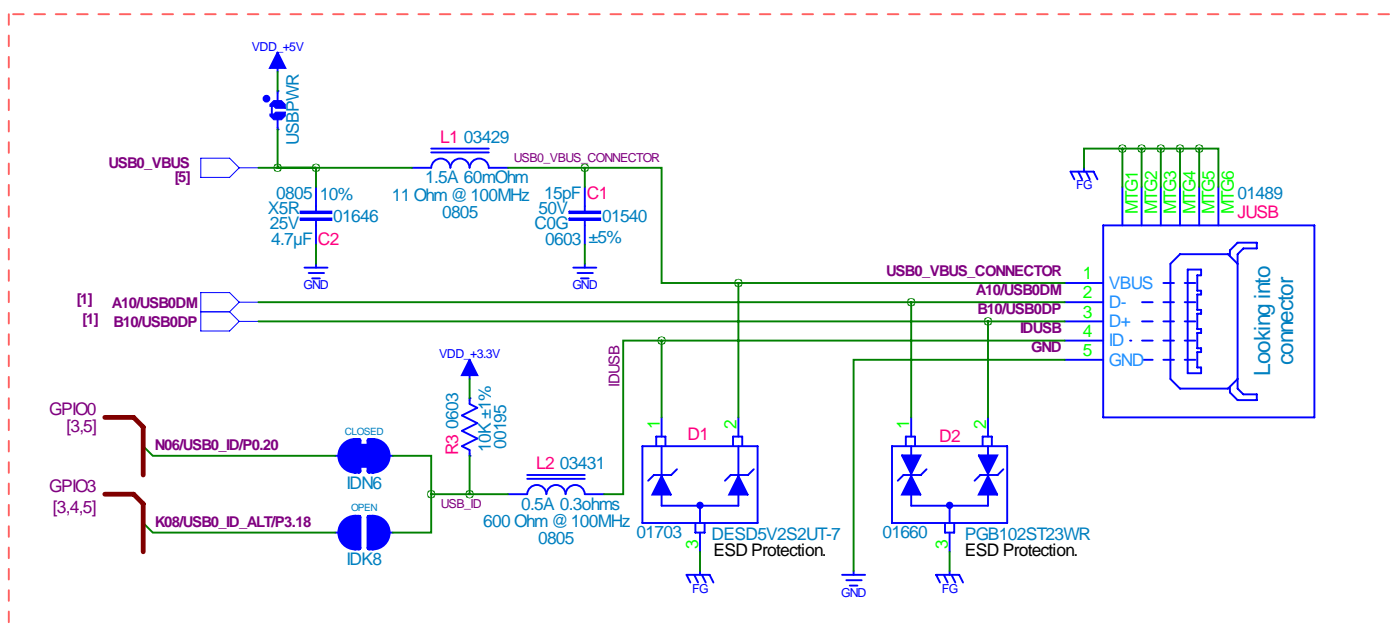 VDD_+5V
USBPWR
USB0_VBUS
[5]
L1 03429
1.5A 60mOhm
11 Ohm @ 100MHz
0805
USB0_VBUS_CONNECTOR
0805 10%
X5R
25V 01646
4.7µF C2
GND
15pF C1
50V
C0G 01540
0603 ±5%
GND
FG
MTG1
MTG2
MTG3
MTG4
MTG5
MTG6
01489
JUSB
USB0_VBUS_CONNECTOR 1 VBUS
A10/USB0DM 2 D-
B10/USB0DP 3 D+
IDUSB 4 ID
GND 5 GND
Looking into
connector
[1] A10/USB0DM
[1] B10/USB0DP
VDD_+3.3V
R3 0603
10K ±1%
00195
IDUSB
GPIO0
[3,5]
N06/USB0_ID/P0.20
CLOSED
IDN6
GPIO3
[3,4,5]
K08/USB0_ID_ALT/P3.18
OPEN
IDK8
USB_ID
L2 03431
0.5A 0.3ohms
600 Ohm @ 100MHz
0805
1 2
D1
01703 DESD5V2S2UT-7
3 ESD Protection.
FG
GND
1 2
D2
01660 PGB102ST23WR
3 ESD Protection.
FG